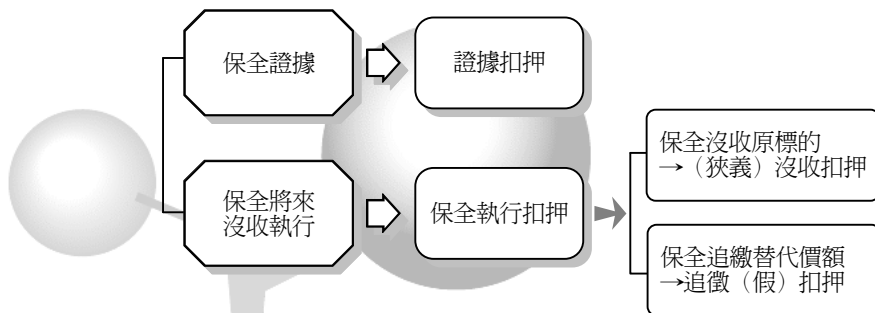 保全證據
證據扣押
保全將來
沒收執行
保全執行扣押
保全沒收原標的
→（狹義）沒收扣押
保全追繳替代價額
→追徵（假）扣押